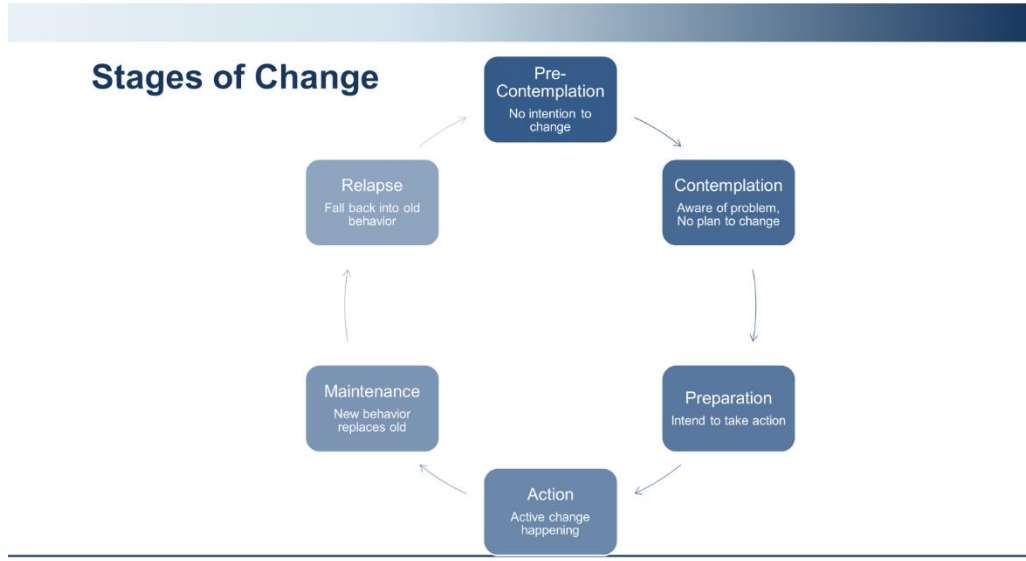 Stages of Change
Pre-
Contemplation
No intention to
change
Contemplation
Aware of problem,
No plan to change
Preparation
Intend to take action
Action
Active change
happening
Maintenance
New behavior
replaces old
Relapse
Fall back into old
behavior